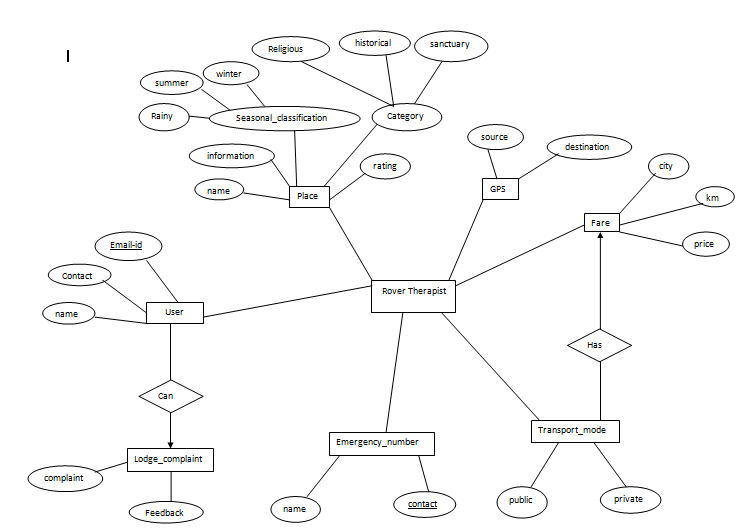 Religious
historical
sanctuary
summer
winter
Rainy
Seasonal_classification
Category
source
destination
information
rating
city
name
Place
GPS
km
Fare
price
Email-id
Contact
name
User
Rover Therapist
Has
Can
Transport_mode
Emergency_number
Lodge_complaint
complaint
Feedback
name
contact
public
private